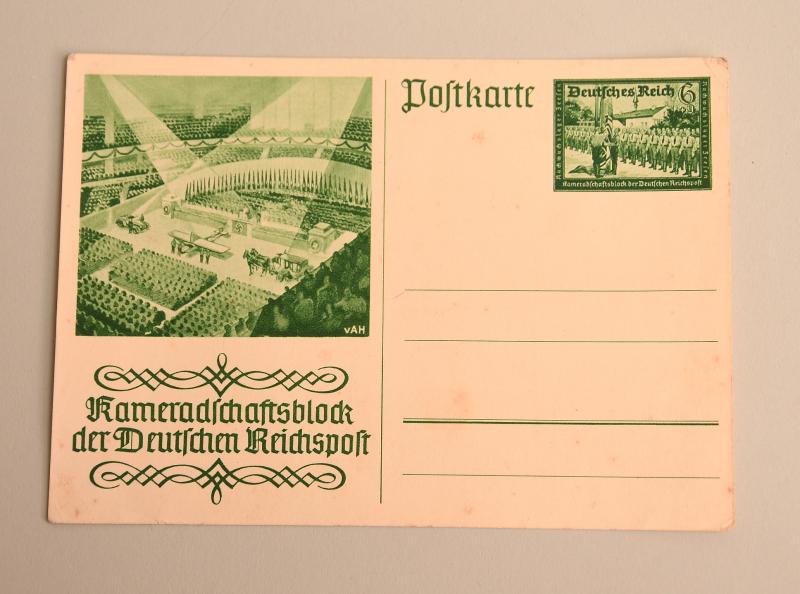 Postkarte
Deutsches Reich 6
Kameradschaftsblock der Deutschen Reichspost
vAH
Kameradschaftsblock
der Deutschen Reichspost